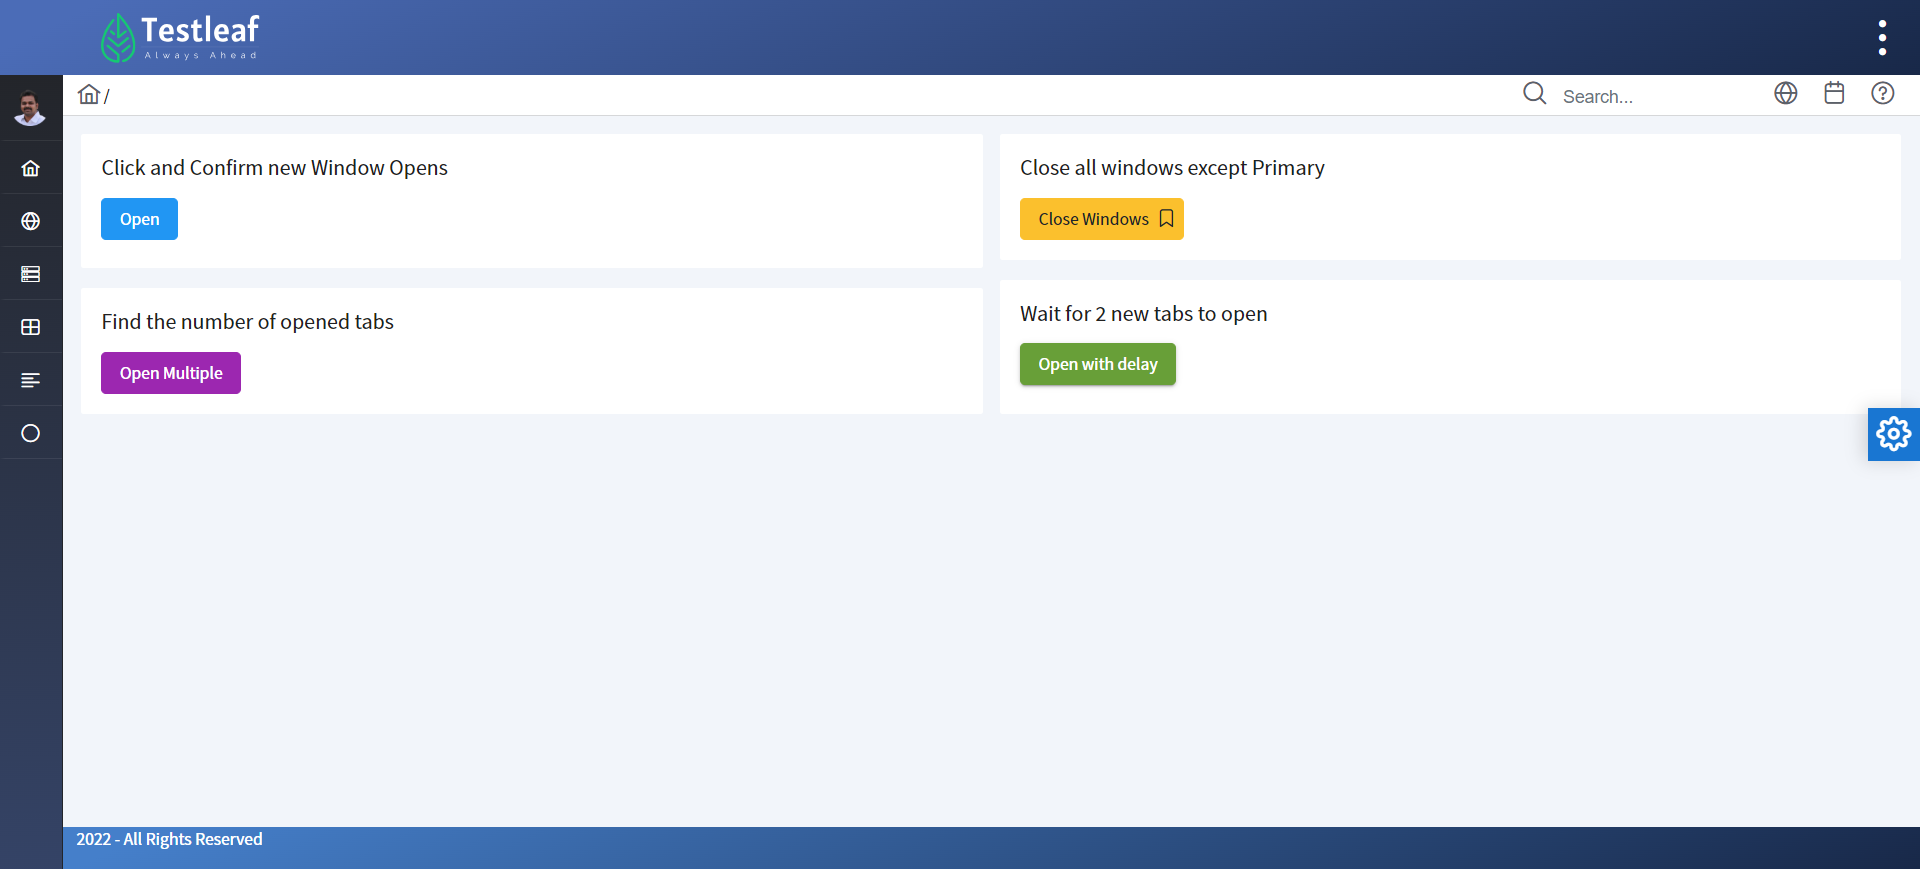 Testleaf
Always Ahead
/
Search...
Click and Confirm new Window Opens
Open
Close all windows except Primary
Close Windows
Find the number of opened tabs
Open Multiple
Wait for 2 new tabs to open
Open with delay
2022 - All Rights Reserved